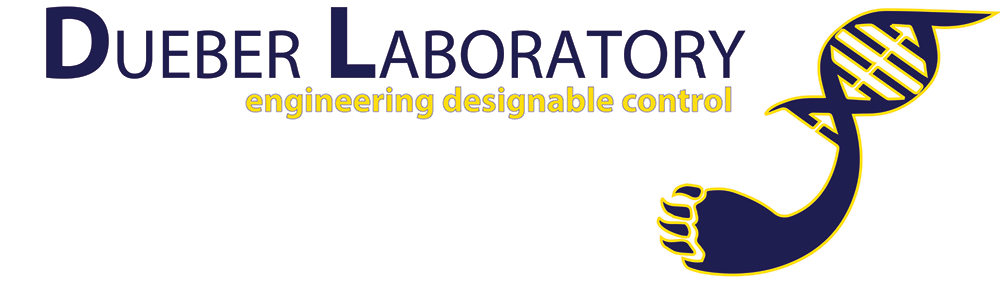 DUEBER LABORATORY
engineering designable control